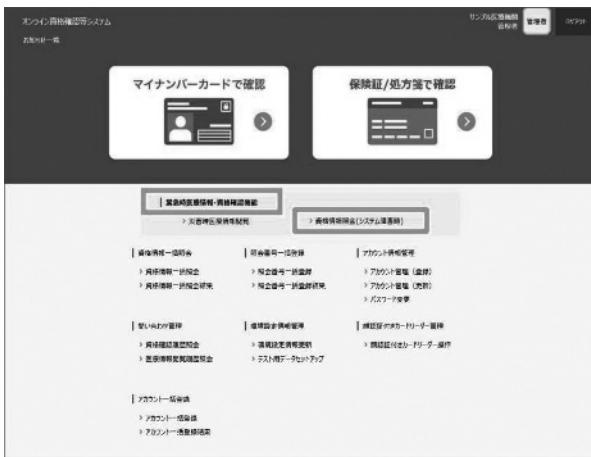 オンライン資格確認等システム
サンプル医療機関
管理者
管理者
ログアウト
お知らせ一覧
マイナンバーカードで確認
保険証/処方箋で確認
緊急時医療情報・資格確認機能
> 災害時医療情報閲覧
> 資格情報照会(システム障害時)
資格情報一括照会
照会番号一括登録
アカウント情報管理
> 資格情報一括照会
> 照会番号一括登録
> アカウント管理（登録）
> 資格情報一括照会結果
> 照会番号一括登録結果
> アカウント管理（更新）
> パスワード変更
問い合わせ管理
環境設定情報管理
顔認証付きカードリーダー管理
> 資格確認履歴照会
> 環境設定情報更新
> 顔認証付きカードリーダー操作
> 医療情報閲覧履歴照会
> テスト用データセットアップ
アカウント一括登録
> アカウント一括登録
> アカウント一括登録結果